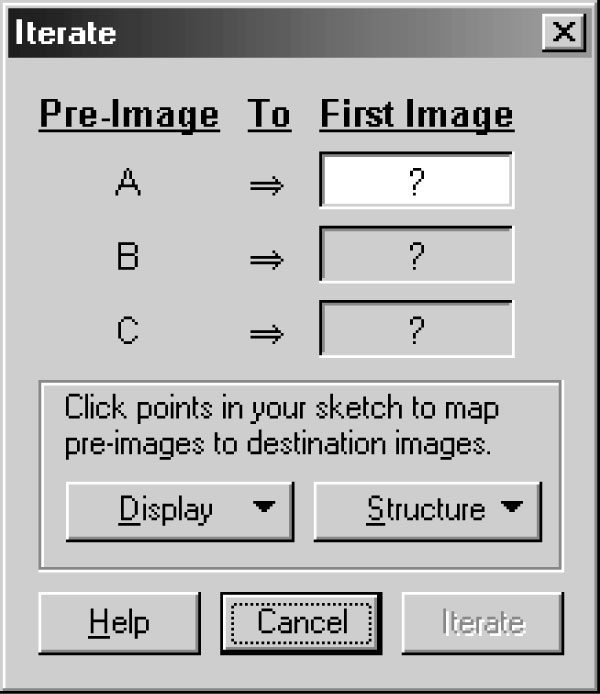 Iterate
Pre-Image To First Image
A ⇒ ?
B ⇒ ?
C ⇒ ?
Click points in your sketch to map
pre-images to destination images.
Display Structure
Help Cancel Iterate